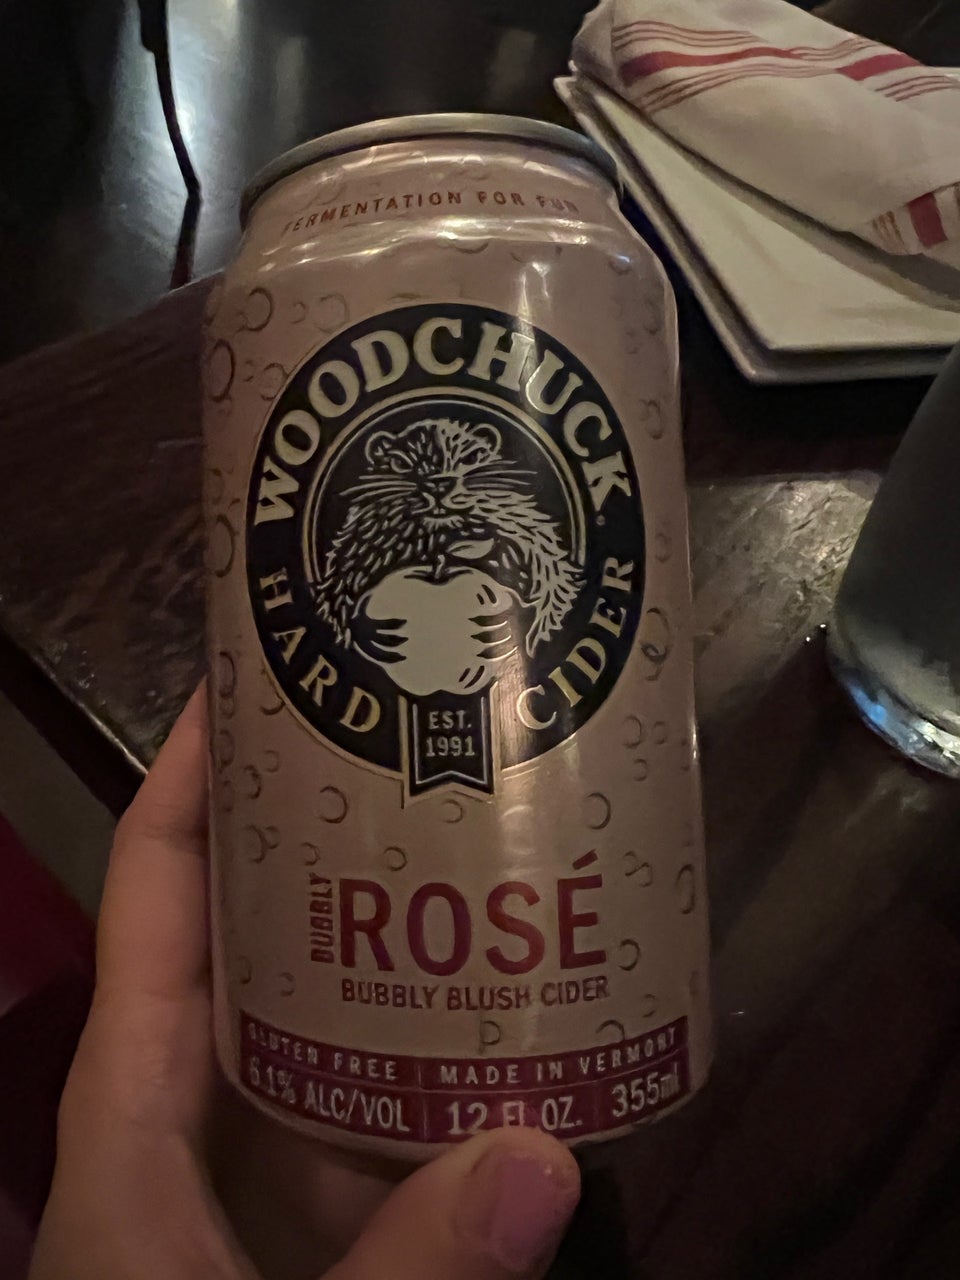 FERMENTATION FOR FUN
WOODCHUCK
HARD CIDER
EST.
1991
BUBBLY
ROSÉ
BUBBLY BLUSH CIDER
GLUTEN FREE | MADE IN VERMONT
6.1% ALC/VOL | 12 FL OZ. 355ml